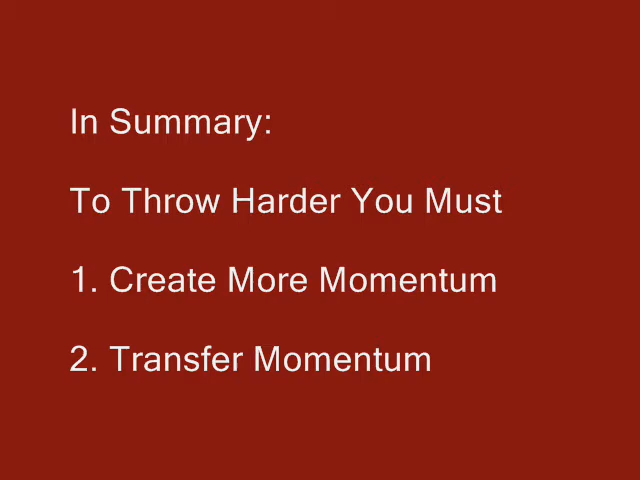 In Summary:
To Throw Harder You Must
1. Create More Momentum
2. Transfer Momentum